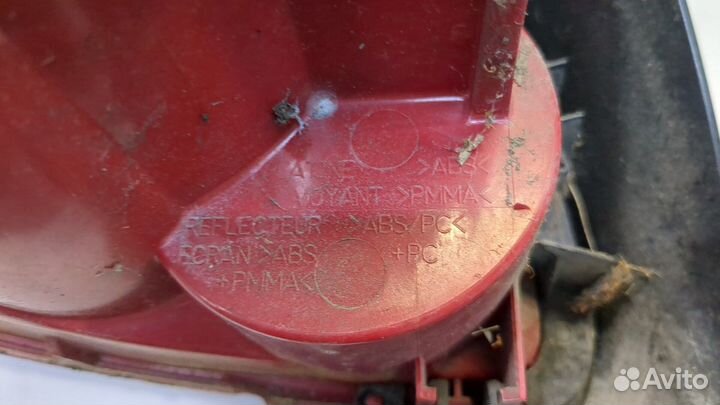 >ABS<
VOYANT >PMMA<
REFLECTEUR >ABS/PC<
ECRAN >ABS +PC
+PMMA<
Avito